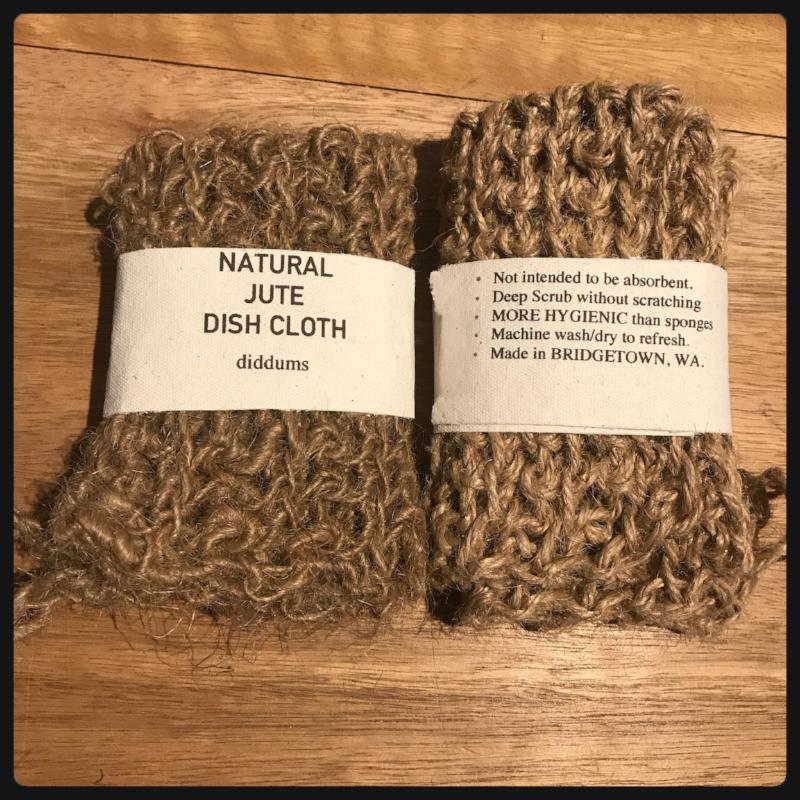 NATURAL
JUTE
DISH CLOTH
diddums
• Not intended to be absorbent.
• Deep Scrub without scratching
• MORE HYGIENIC than sponges
• Machine wash/dry to refresh.
• Made in BRIDGETOWN, WA.